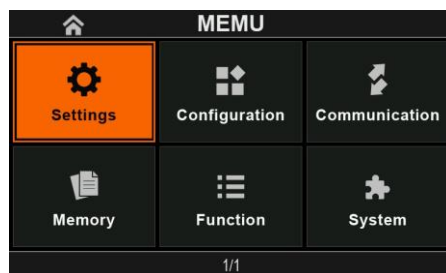 MEMU
Settings
Configuration
Communication
Memory
Function
System
1/1